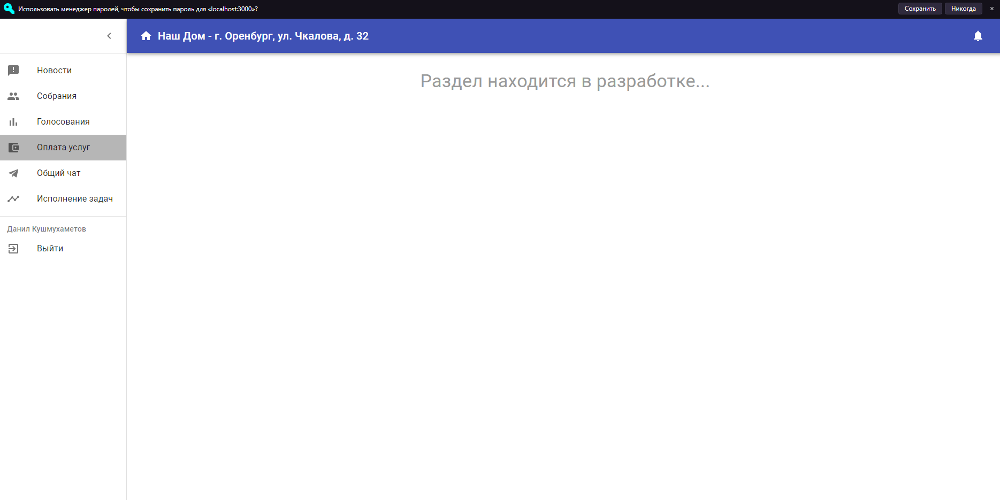 Использовать менеджер паролей, чтобы сохранить пароль для «localhost:3000»?
Сохранить
Никогда
Наш Дом - г. Оренбург, ул. Чкалова, д. 32
Новости
Собрания
Голосования
Оплата услуг
Общий чат
Исполнение задач
Данил Кушмухаметов
Выйти
Раздел находится в разработке...